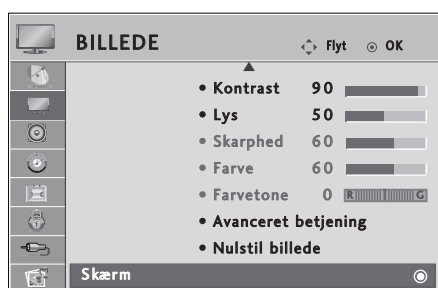 BILLEDE Flyt OK
• Kontrast 90
• Lys 50
• Skarphed 60
• Farve 60
• Farvetone 0 R G
• Avanceret betjening
• Nulstil billede
Skærm